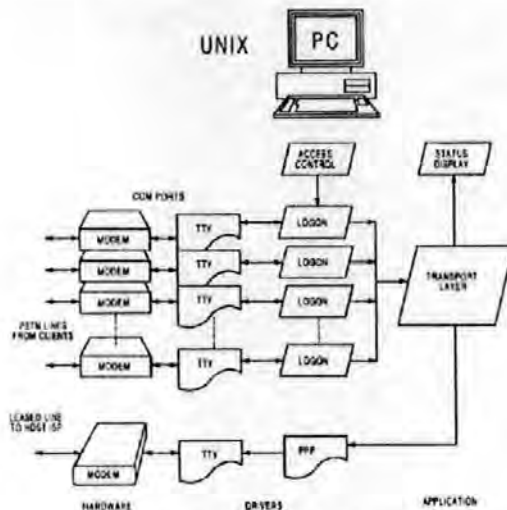 UNIX
PC
ACCESS
CONTROL
STATUS
DISPLAY
COM PORTS
MODEM
TTY
LOGON
MODEM
TTY
LOGON
TRANSPORT
LAYER
MODEM
TTY
LOGON
PSTN LINES
FROM CLIENTS
MODEM
TTY
LOGON
LEASED LINE
TO HOST ISP
MODEM
TTY
PPP
HARDWARE
DRIVERS
APPLICATION